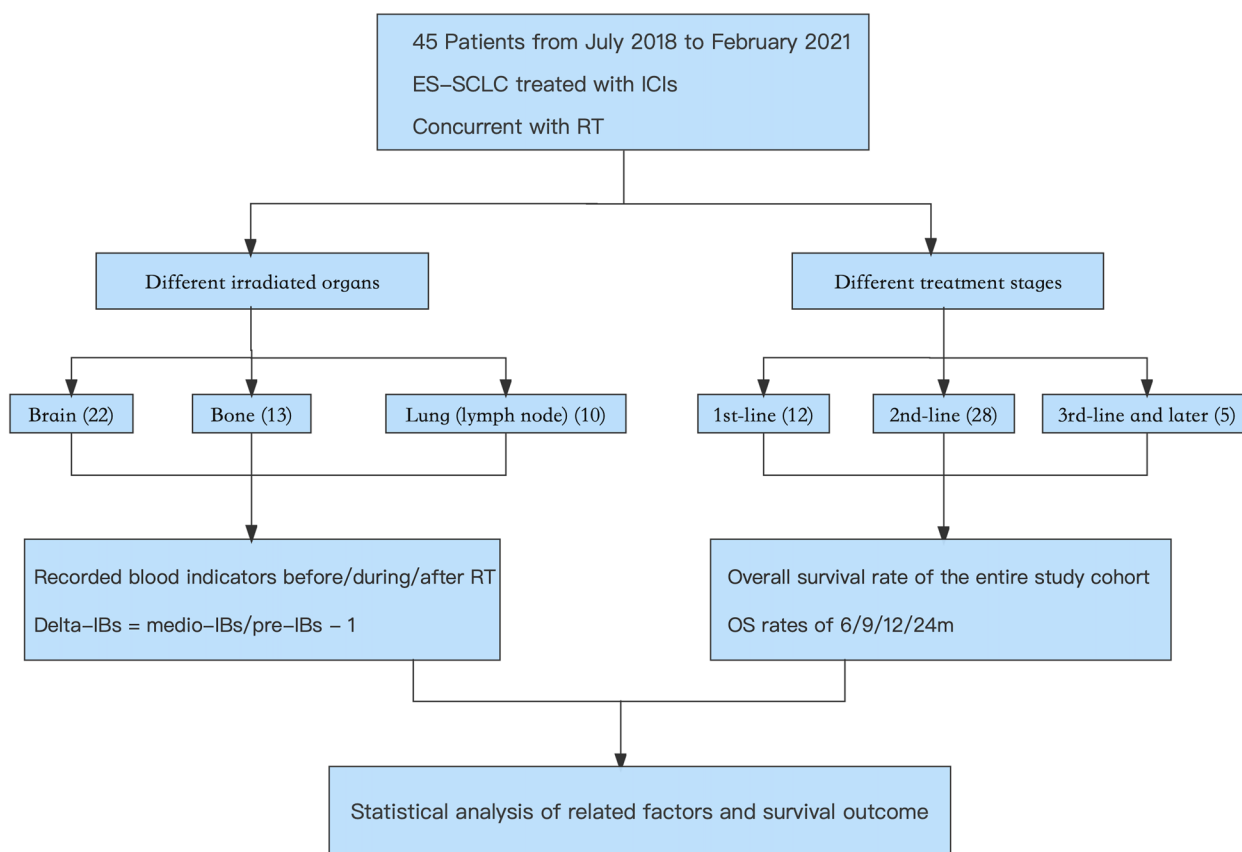 45 Patients from July 2018 to February 2021
ES–SCLC treated with ICIs
Concurrent with RT
Different irradiated organs
Different treatment stages
Brain (22)
Bone (13)
Lung (lymph node) (10)
1st-line (12)
2nd-line (28)
3rd-line and later (5)
Recorded blood indicators before/during/after RT
Delta–IBs = medio–IBs/pre–IBs – 1
Overall survival rate of the entire study cohort
OS rates of 6/9/12/24m
Statistical analysis of related factors and survival outcome